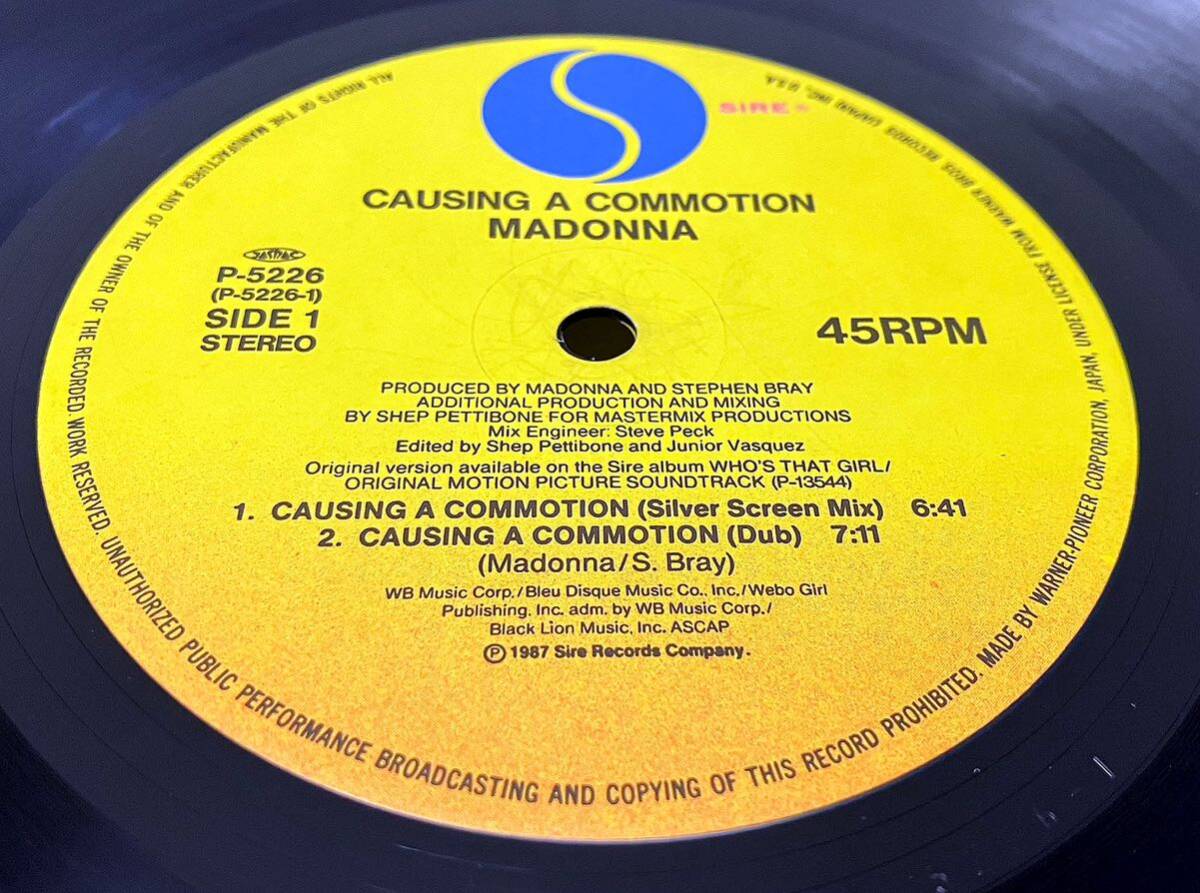 SIRE
CAUSING A COMMOTION
MADONNA
JASRAC
P-5226
(P-5226-1)
SIDE 1
STEREO
45RPM
PRODUCED BY MADONNA AND STEPHEN BRAY
ADDITIONAL PRODUCTION AND MIXING
BY SHEP PETTIBONE FOR MASTERMIX PRODUCTIONS
Mix Engineer: Steve Peck
Edited by Shep Pettibone and Junior Vasquez
Original version available on the Sire album WHO'S THAT GIRL/
ORIGINAL MOTION PICTURE SOUNDTRACK (P-13544)
1. CAUSING A COMMOTION (Silver Screen Mix) 6:41
2. CAUSING A COMMOTION (Dub) 7:11
(Madonna/S. Bray)
WB Music Corp./Bleu Disque Music Co., Inc./Webo Girl
Publishing, Inc. adm. by WB Music Corp./
Black Lion Music, Inc. ASCAP
Ⓟ 1987 Sire Records Company.
ALL RIGHTS OF THE MANUFACTURER AND OF THE OWNER OF THE RECORDED WORK RESERVED. UNAUTHORIZED PUBLIC PERFORMANCE BROADCASTING AND COPYING OF THIS RECORD PROHIBITED. MADE BY WARNER-PIONEER CORPORATION, JAPAN, UNDER LICENSE FROM WARNER BROS. RECORDS (JAPAN) INC., U.S.A.